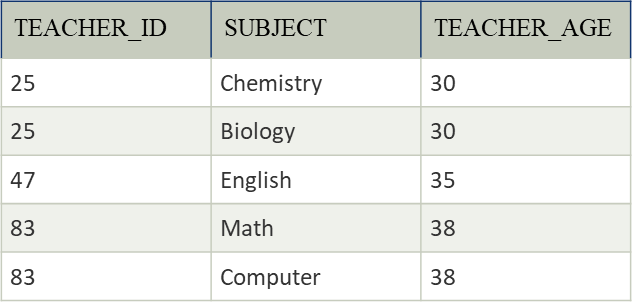 TEACHER_ID SUBJECT TEACHER_AGE
25 Chemistry 30
25 Biology 30
47 English 35
83 Math 38
83 Computer 38